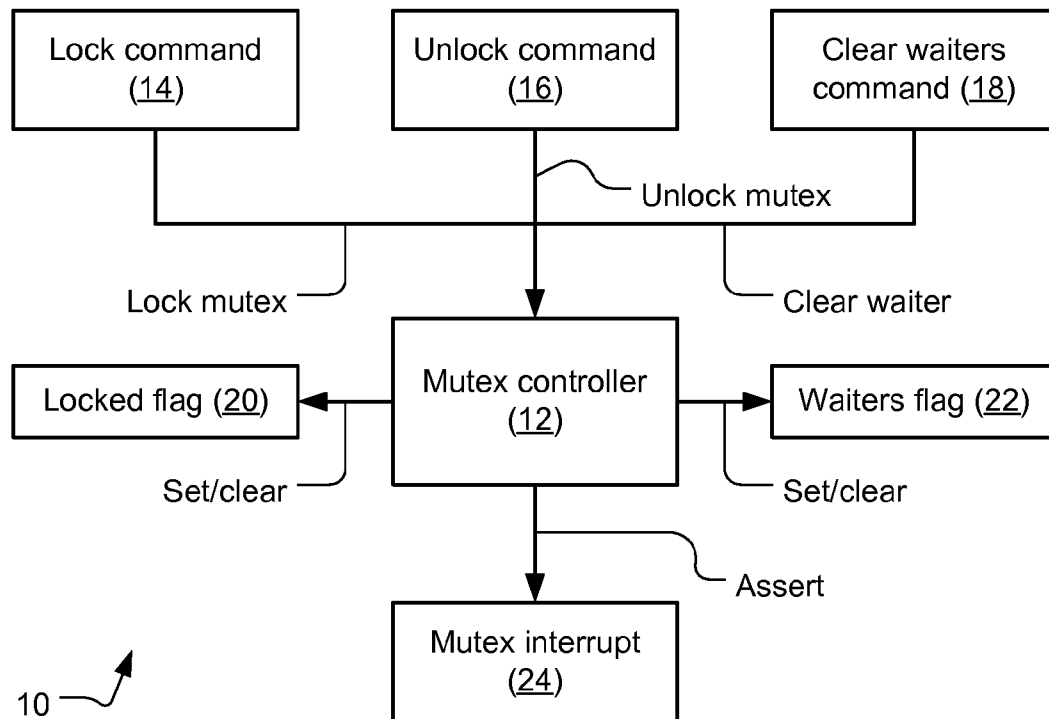 Lock command
(14)
Unlock command
(16)
Clear waiters
command (18)
Unlock mutex
Lock mutex
Clear waiter
Locked flag (20)
Mutex controller
(12)
Waiters flag (22)
Set/clear
Set/clear
Assert
Mutex interrupt
(24)
10